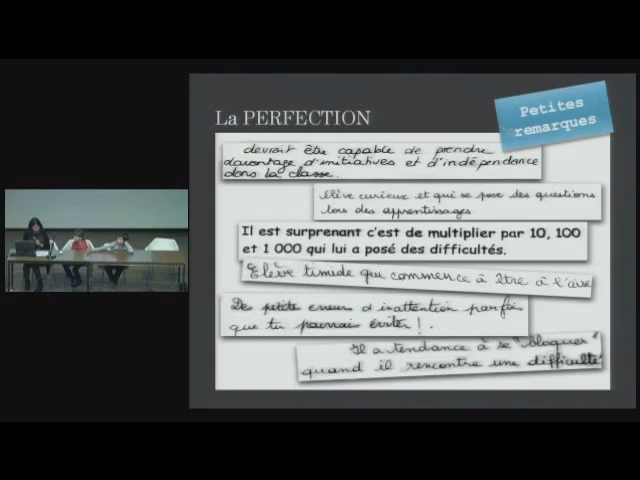 La PERFECTION
Petites
remarques
devrait être capable de prendre
davantage d'initiatives et d'indépendance
dans la classe.
élève curieux et qui se pose des questions
lors des apprentissages
Il est surprenant c'est de multiplier par 10, 100
et 1 000 qui lui a posé des difficultés.
Elève timide qui commence à être à l'aise
De petite erreurs d'inattention parfois
que tu pourrais éviter !
Il a tendance à se "bloquer"
quand il rencontre une difficulté